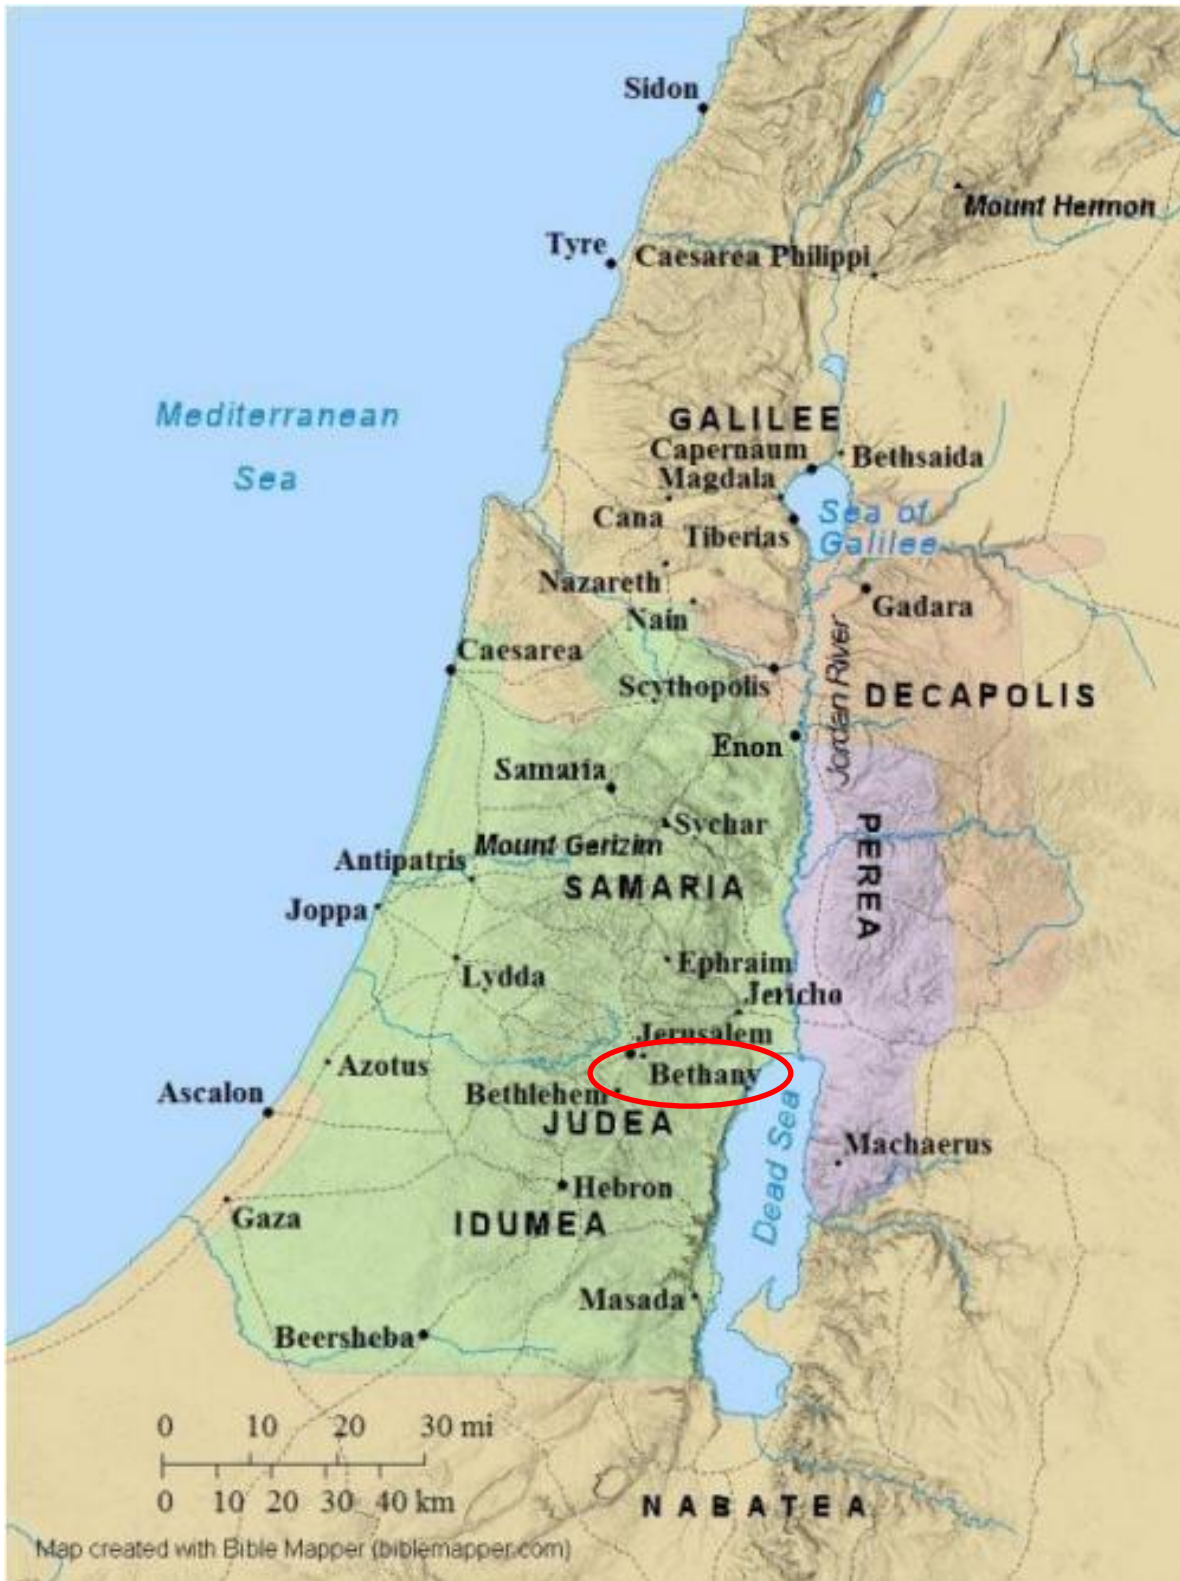 Sidon
Mount Hermon
Tyre
Caesarea Philippi
Mediterranean
Sea
GALILEE
Capernaum
Bethsaida
Magdala
Cana
Sea of
Galilee
Tiberias
Nazareth
Gadara
Nain
Caesarea
Scythopolis
Jordan River
DECAPOLIS
Enon
Samaria
Sychar
Mount Gerizim
Antipatris
SAMARIA
PEREA
Joppa
Ephraim
Lydda
Jericho
Jerusalem
Azotus
Bethany
Ascalon
Bethlehem
JUDEA
Dead Sea
Machaerus
Hebron
Gaza
IDUMEA
Masada
Beersheba
0 10 20 30 mi
0 10 20 30 40 km
NABATEA
Map created with Bible Mapper (biblemapper.com)